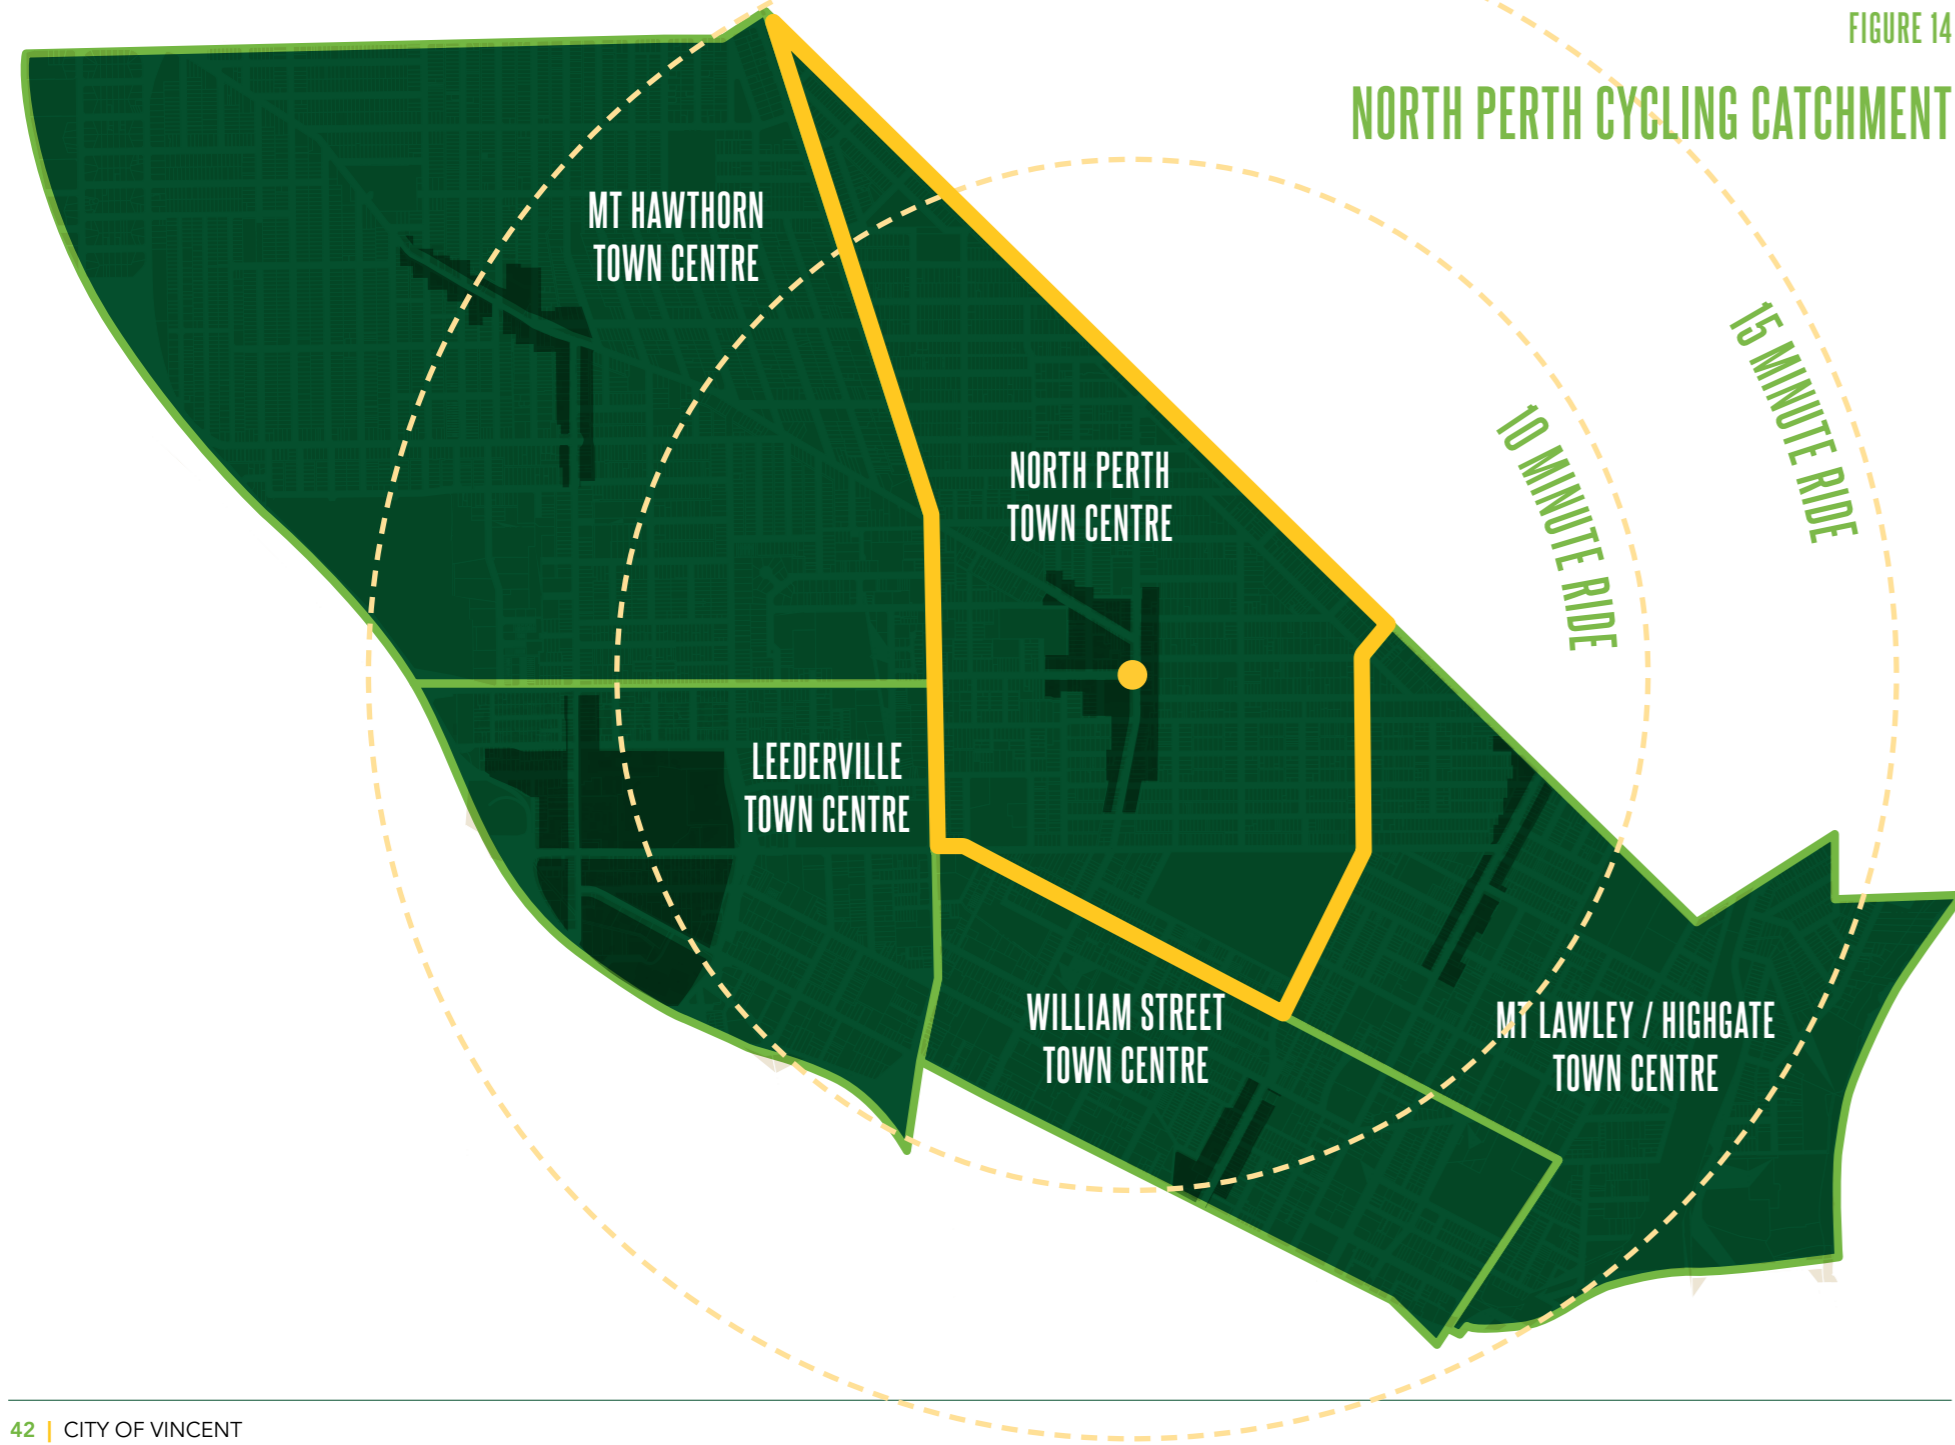 FIGURE 14
NORTH PERTH CYCLING CATCHMENT
MT HAWTHORN
TOWN CENTRE
15 MINUTE RIDE
10 MINUTE RIDE
NORTH PERTH
TOWN CENTRE
LEEDERVILLE
TOWN CENTRE
WILLIAM STREET
TOWN CENTRE
MT LAWLEY / HIGHGATE
TOWN CENTRE
42 | CITY OF VINCENT